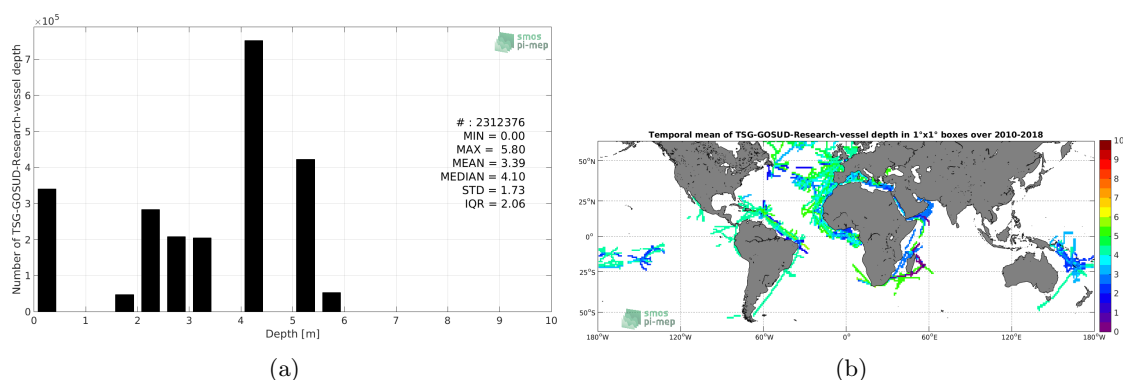 ×10⁵
Number of TSG-GOSUD-Research-vessel depth
7
6
5
4
3
2
1
0
0 1 2 3 4 5 6 7 8 9 10
Depth [m]
smos
pi-mep
# : 2312376
MIN = 0.00
MAX = 5.80
MEAN = 3.39
MEDIAN = 4.10
STD = 1.73
IQR = 2.06
(a)
Temporal mean of TSG-GOSUD-Research-vessel depth in 1°x1° boxes over 2010-2018
50°N
25°N
0°
25°S
50°S
180°W 120°W 60°W 0° 60°E 120°E 180°E
smos
pi-mep
10
9
8
7
6
5
4
3
2
1
0
(b)